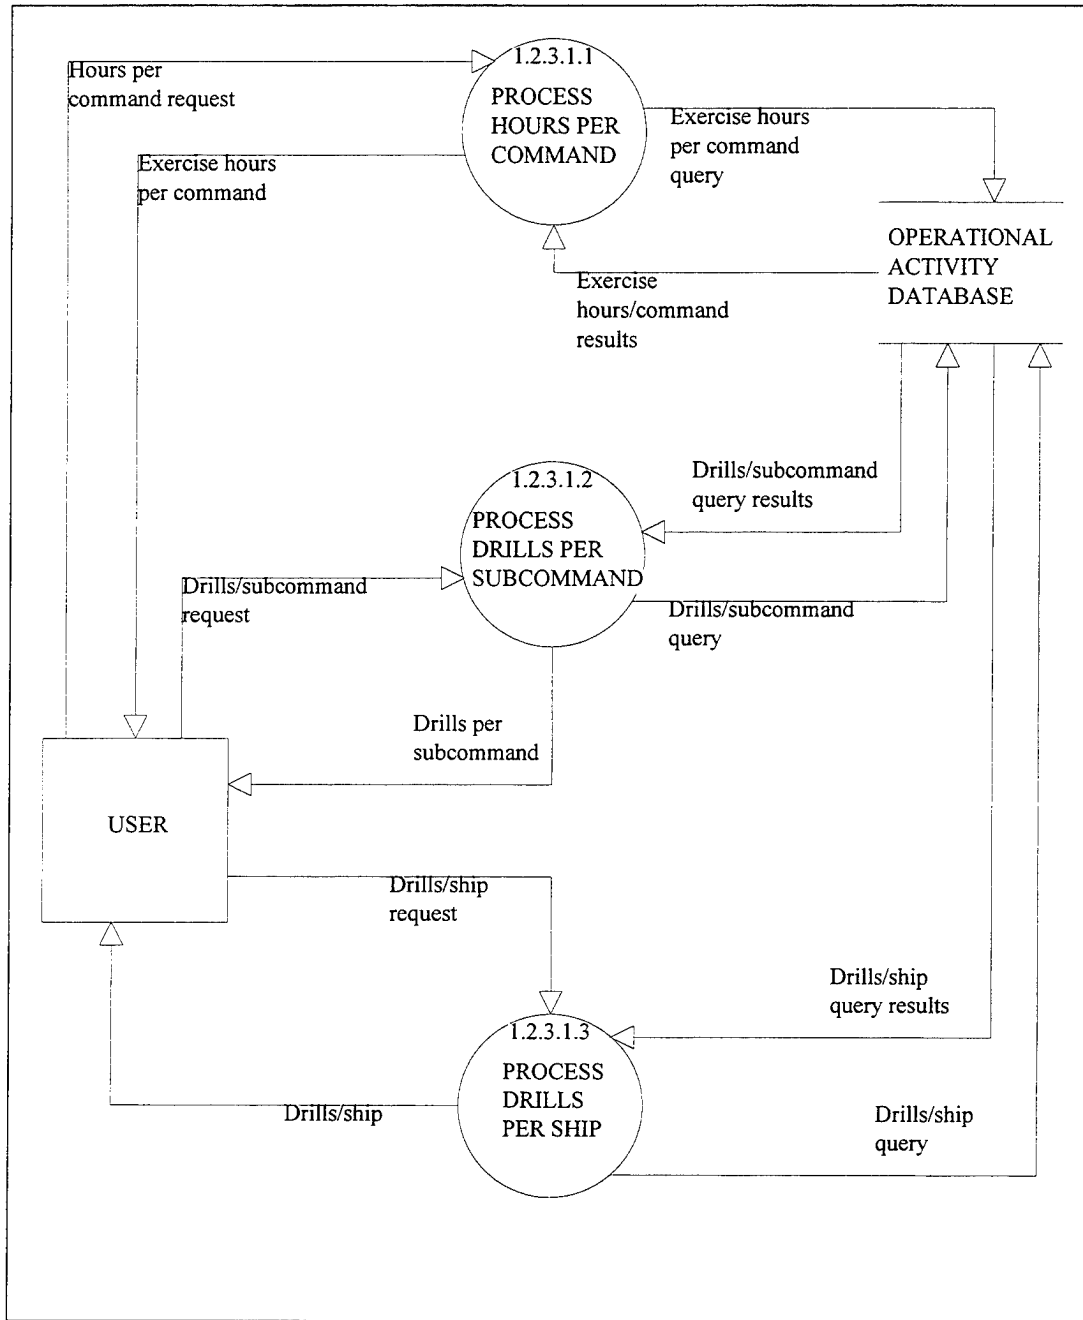 1.2.3.1.1
PROCESS
HOURS PER
COMMAND
Hours per
command request
Exercise hours
per command
query
Exercise hours
per command
OPERATIONAL
ACTIVITY
DATABASE
Exercise
hours/command
results
Drills/subcommand
query results
1.2.3.1.2
PROCESS
DRILLS PER
SUBCOMMAND
Drills/subcommand
request
Drills/subcommand
query
Drills per
subcommand
USER
Drills/ship
request
Drills/ship
query results
1.2.3.1.3
PROCESS
DRILLS
PER SHIP
Drills/ship
Drills/ship
query